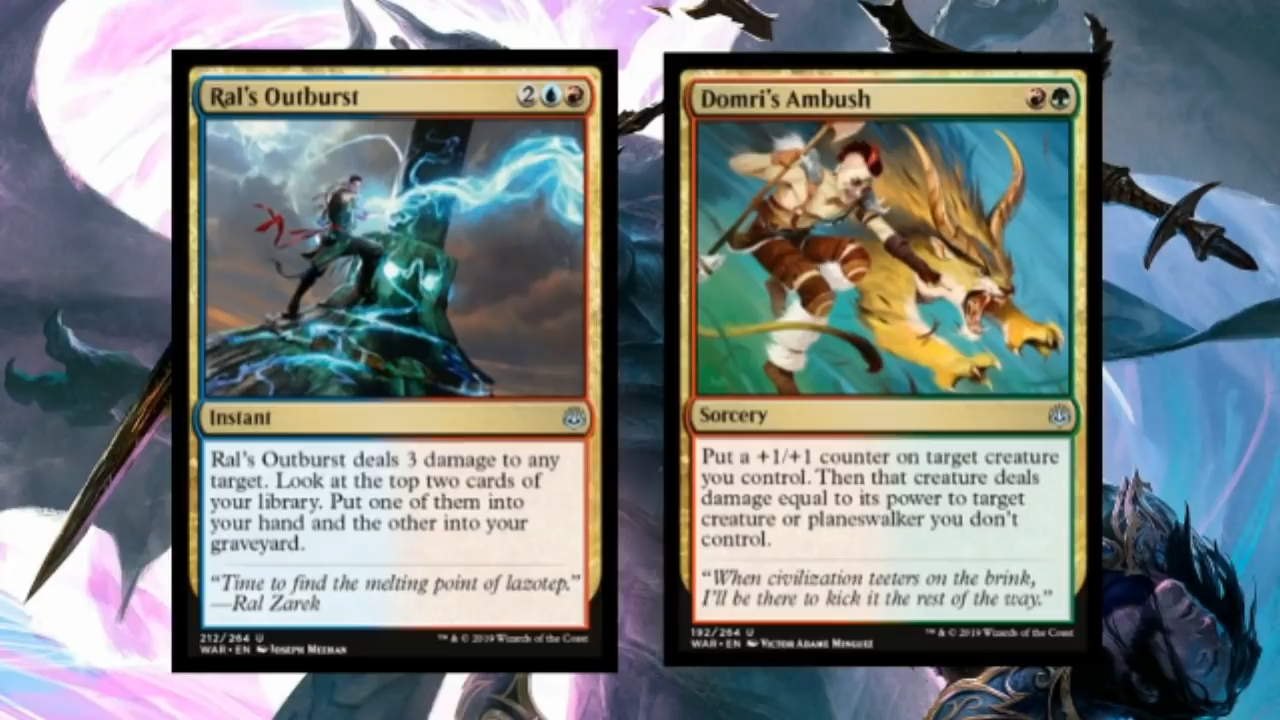 Ral's Outburst
2
Instant
Ral's Outburst deals 3 damage to any
target. Look at the top two cards of
your library. Put one of them into
your hand and the other into your
graveyard.
"Time to find the melting point of lazotep."
—Ral Zarek
212/264 U
WAR • EN Joseph Meehan
™ & © 2019 Wizards of the Coast
Domri's Ambush
Sorcery
Put a +1/+1 counter on target creature
you control. Then that creature deals
damage equal to its power to target
creature or planeswalker you don't
control.
"When civilization teeters on the brink,
I'll be there to kick it the rest of the way."
192/264 U
WAR • EN Victor Adame Minguez
™ & © 2019 Wizards of the Coast